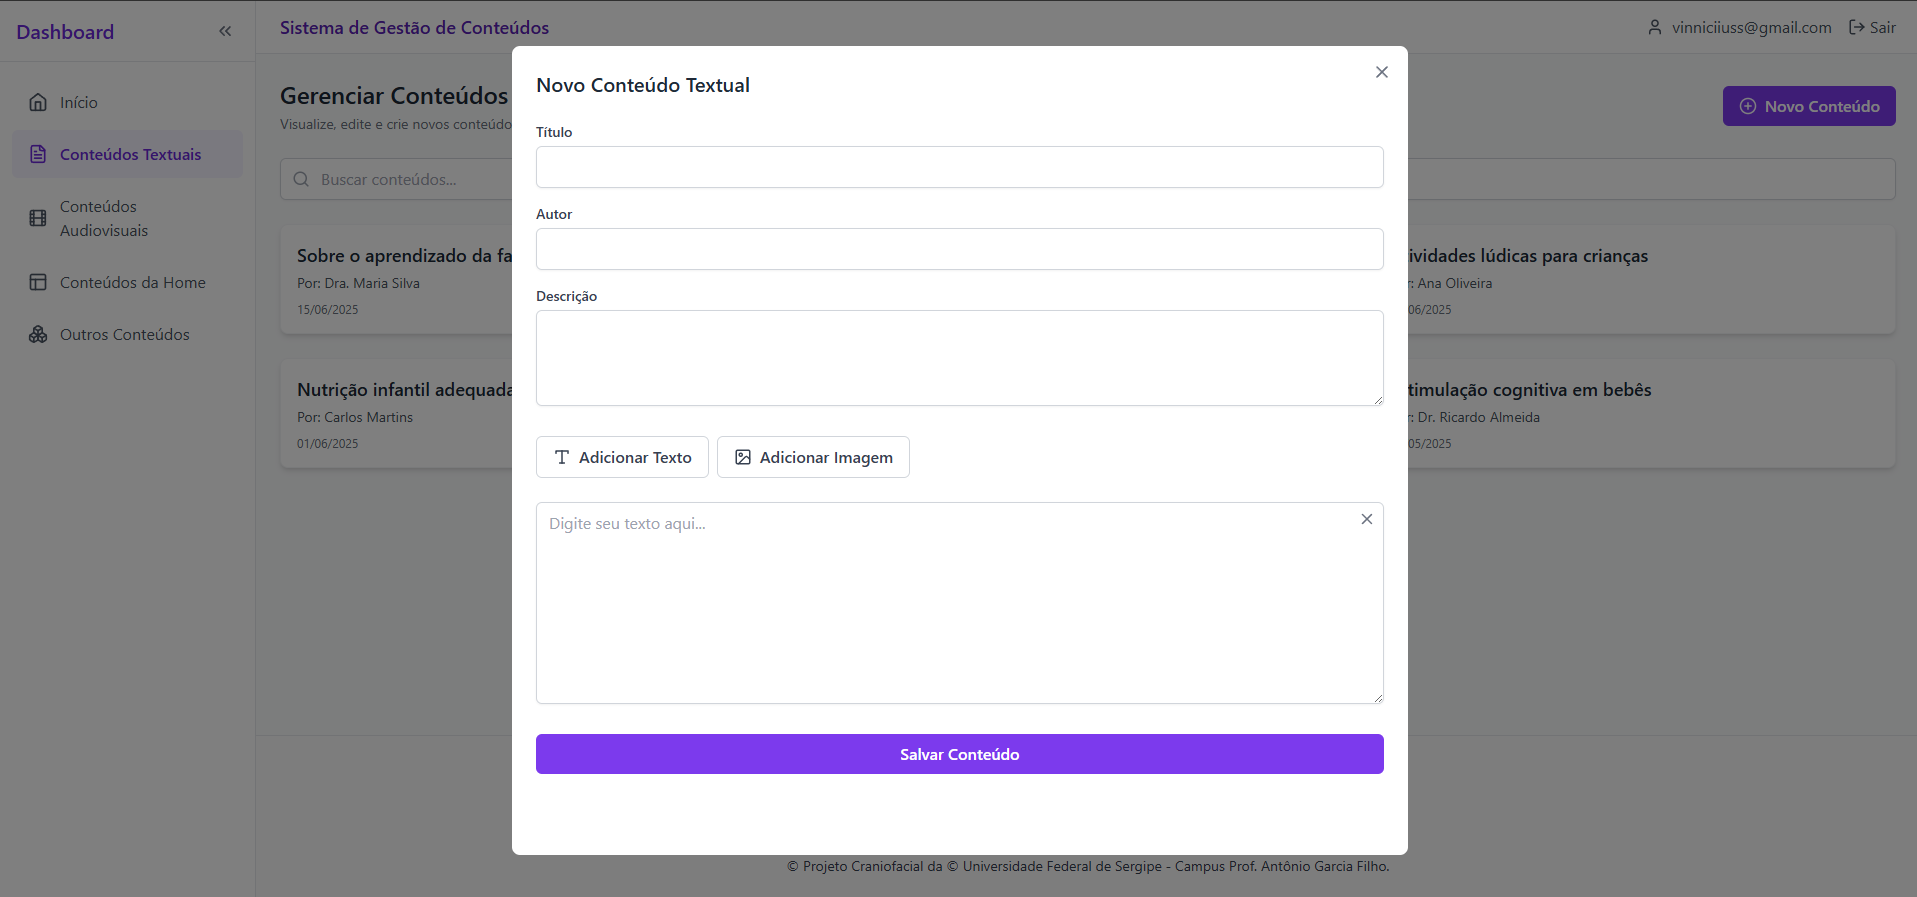 Dashboard
Sistema de Gestão de Conteúdos
vinniciiuss@gmail.com
Sair
Início
Conteúdos Textuais
Conteúdos
Audiovisuais
Conteúdos da Home
Outros Conteúdos
Gerenciar Conteúdos
Visualize, edite e crie novos
Novo Conteúdo
Buscar conteúdos...
Sobre o aprendizado da
Por: Dra. Maria Silva
15/06/2025
Nutrição infantil adequada
Por: Carlos Martins
01/06/2025
lúdicas para crianças
Ana Oliveira
06/2025
cognitiva em bebês
Dr. Ricardo Almeida
05/2025
Novo Conteúdo Textual
Título
Autor
Descrição
Adicionar Texto
Adicionar Imagem
Digite seu texto aqui...
Salvar Conteúdo
© Projeto Craniofacial da © Universidade Federal de Sergipe - Campus Prof. Antônio Garcia Filho.